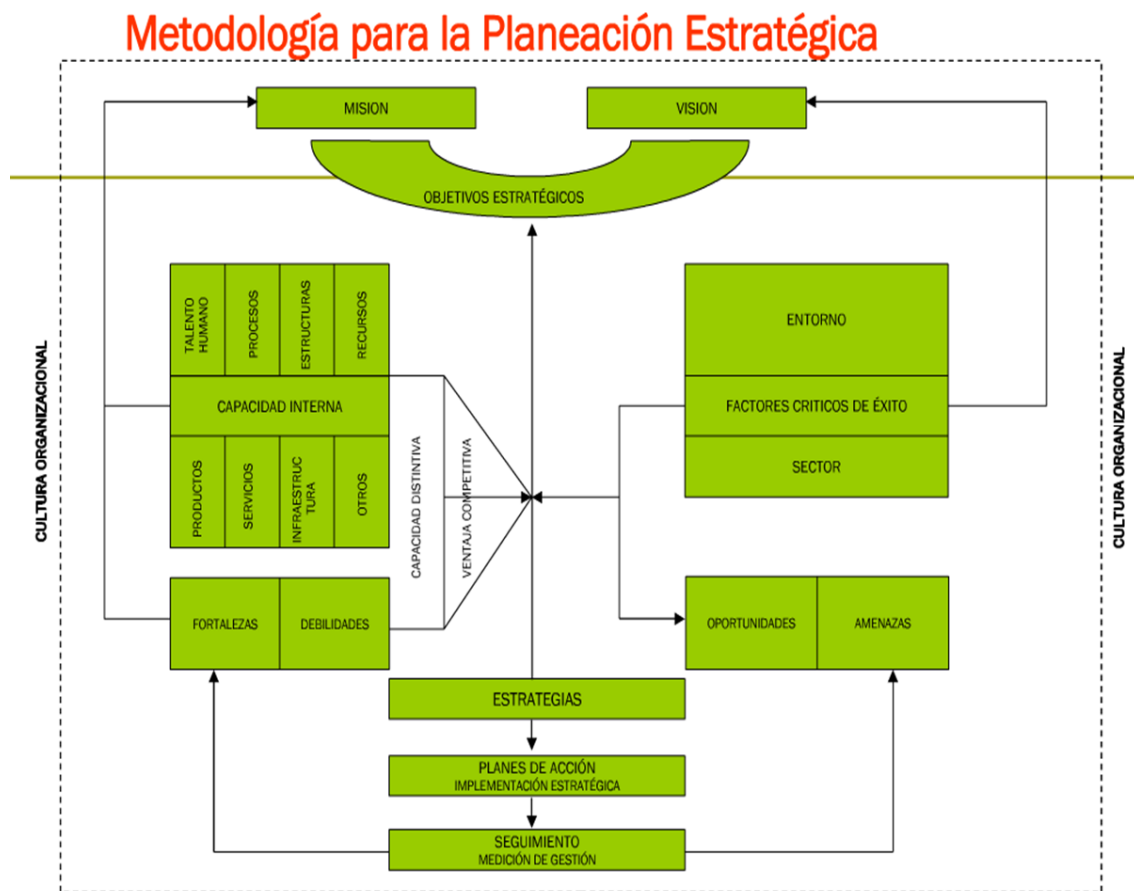 Metodología para la Planeación Estratégica
MISION
VISION
OBJETIVOS ESTRATÉGICOS
CULTURA ORGANIZACIONAL
TALENTO
HUMANO
PROCESOS
ESTRUCTURAS
RECURSOS
CAPACIDAD INTERNA
PRODUCTOS
SERVICIOS
INFRAESTRUC
TURA
OTROS
CAPACIDAD DISTINTIVA
VENTAJA COMPETITIVA
ENTORNO
FACTORES CRITICOS DE ÉXITO
SECTOR
CULTURA ORGANIZACIONAL
FORTALEZAS
DEBILIDADES
OPORTUNIDADES
AMENAZAS
ESTRATEGIAS
PLANES DE ACCIÓN
IMPLEMENTACIÓN ESTRATÉGICA
SEGUIMIENTO
MEDICIÓN DE GESTIÓN